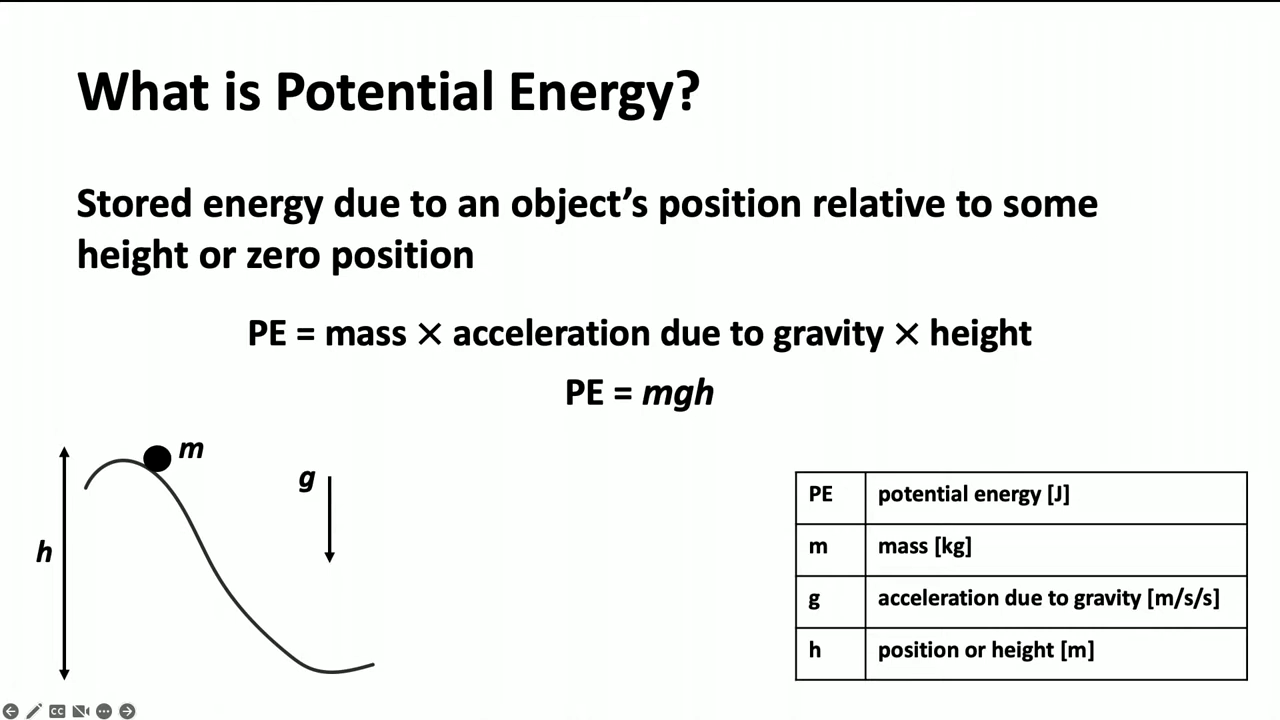 What is Potential Energy?
Stored energy due to an object’s position relative to some
height or zero position
PE = mass × acceleration due to gravity × height
PE = mgh
m
g
h
PE potential energy [J]
m mass [kg]
g acceleration due to gravity [m/s/s]
h position or height [m]
CC